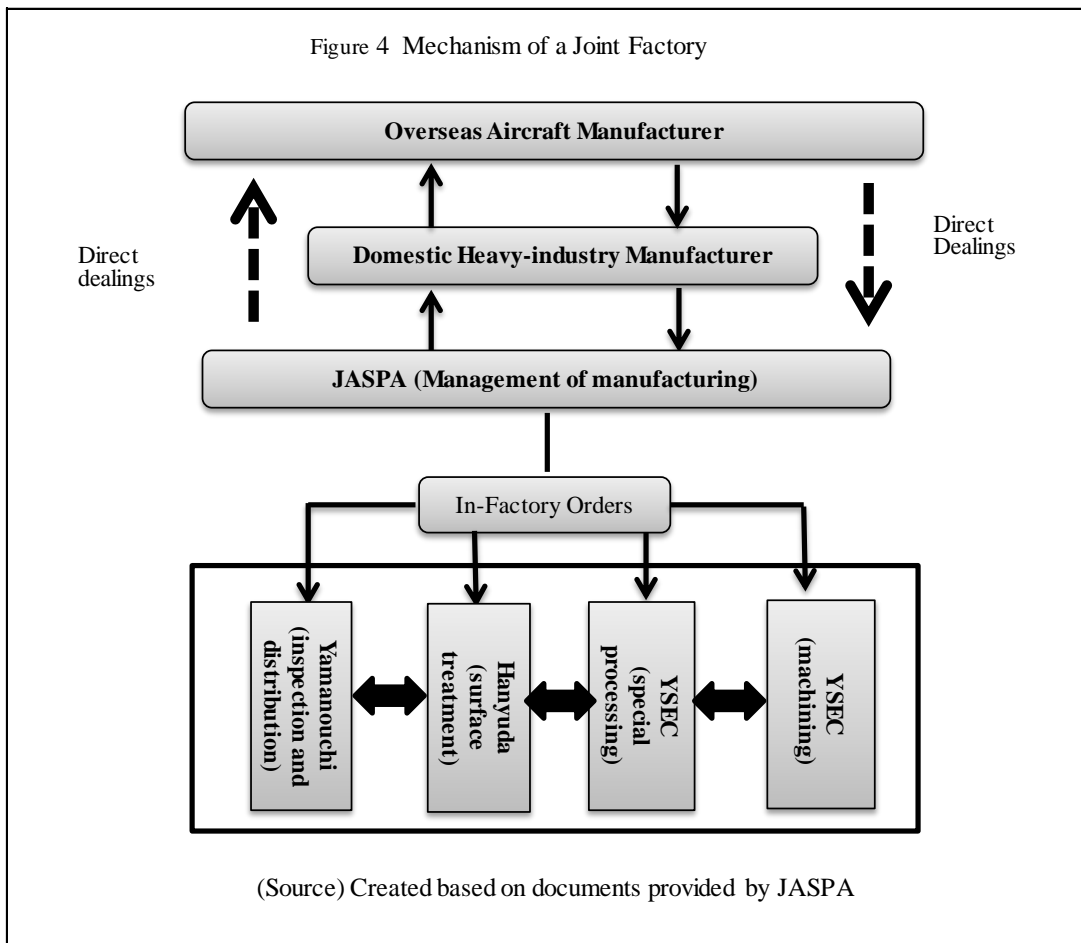 Figure 4 Mechanism of a Joint Factory
Overseas Aircraft Manufacturer
Direct
dealings
Direct
Dealings
Domestic Heavy-industry Manufacturer
JASPA (Management of manufacturing)
In-Factory Orders
Yamanouchi
(inspection and
distribution)
Hanyuda
(surface
treatment)
YSEC
(special
processing)
YSEC
(machining)
(Source) Created based on documents provided by JASPA